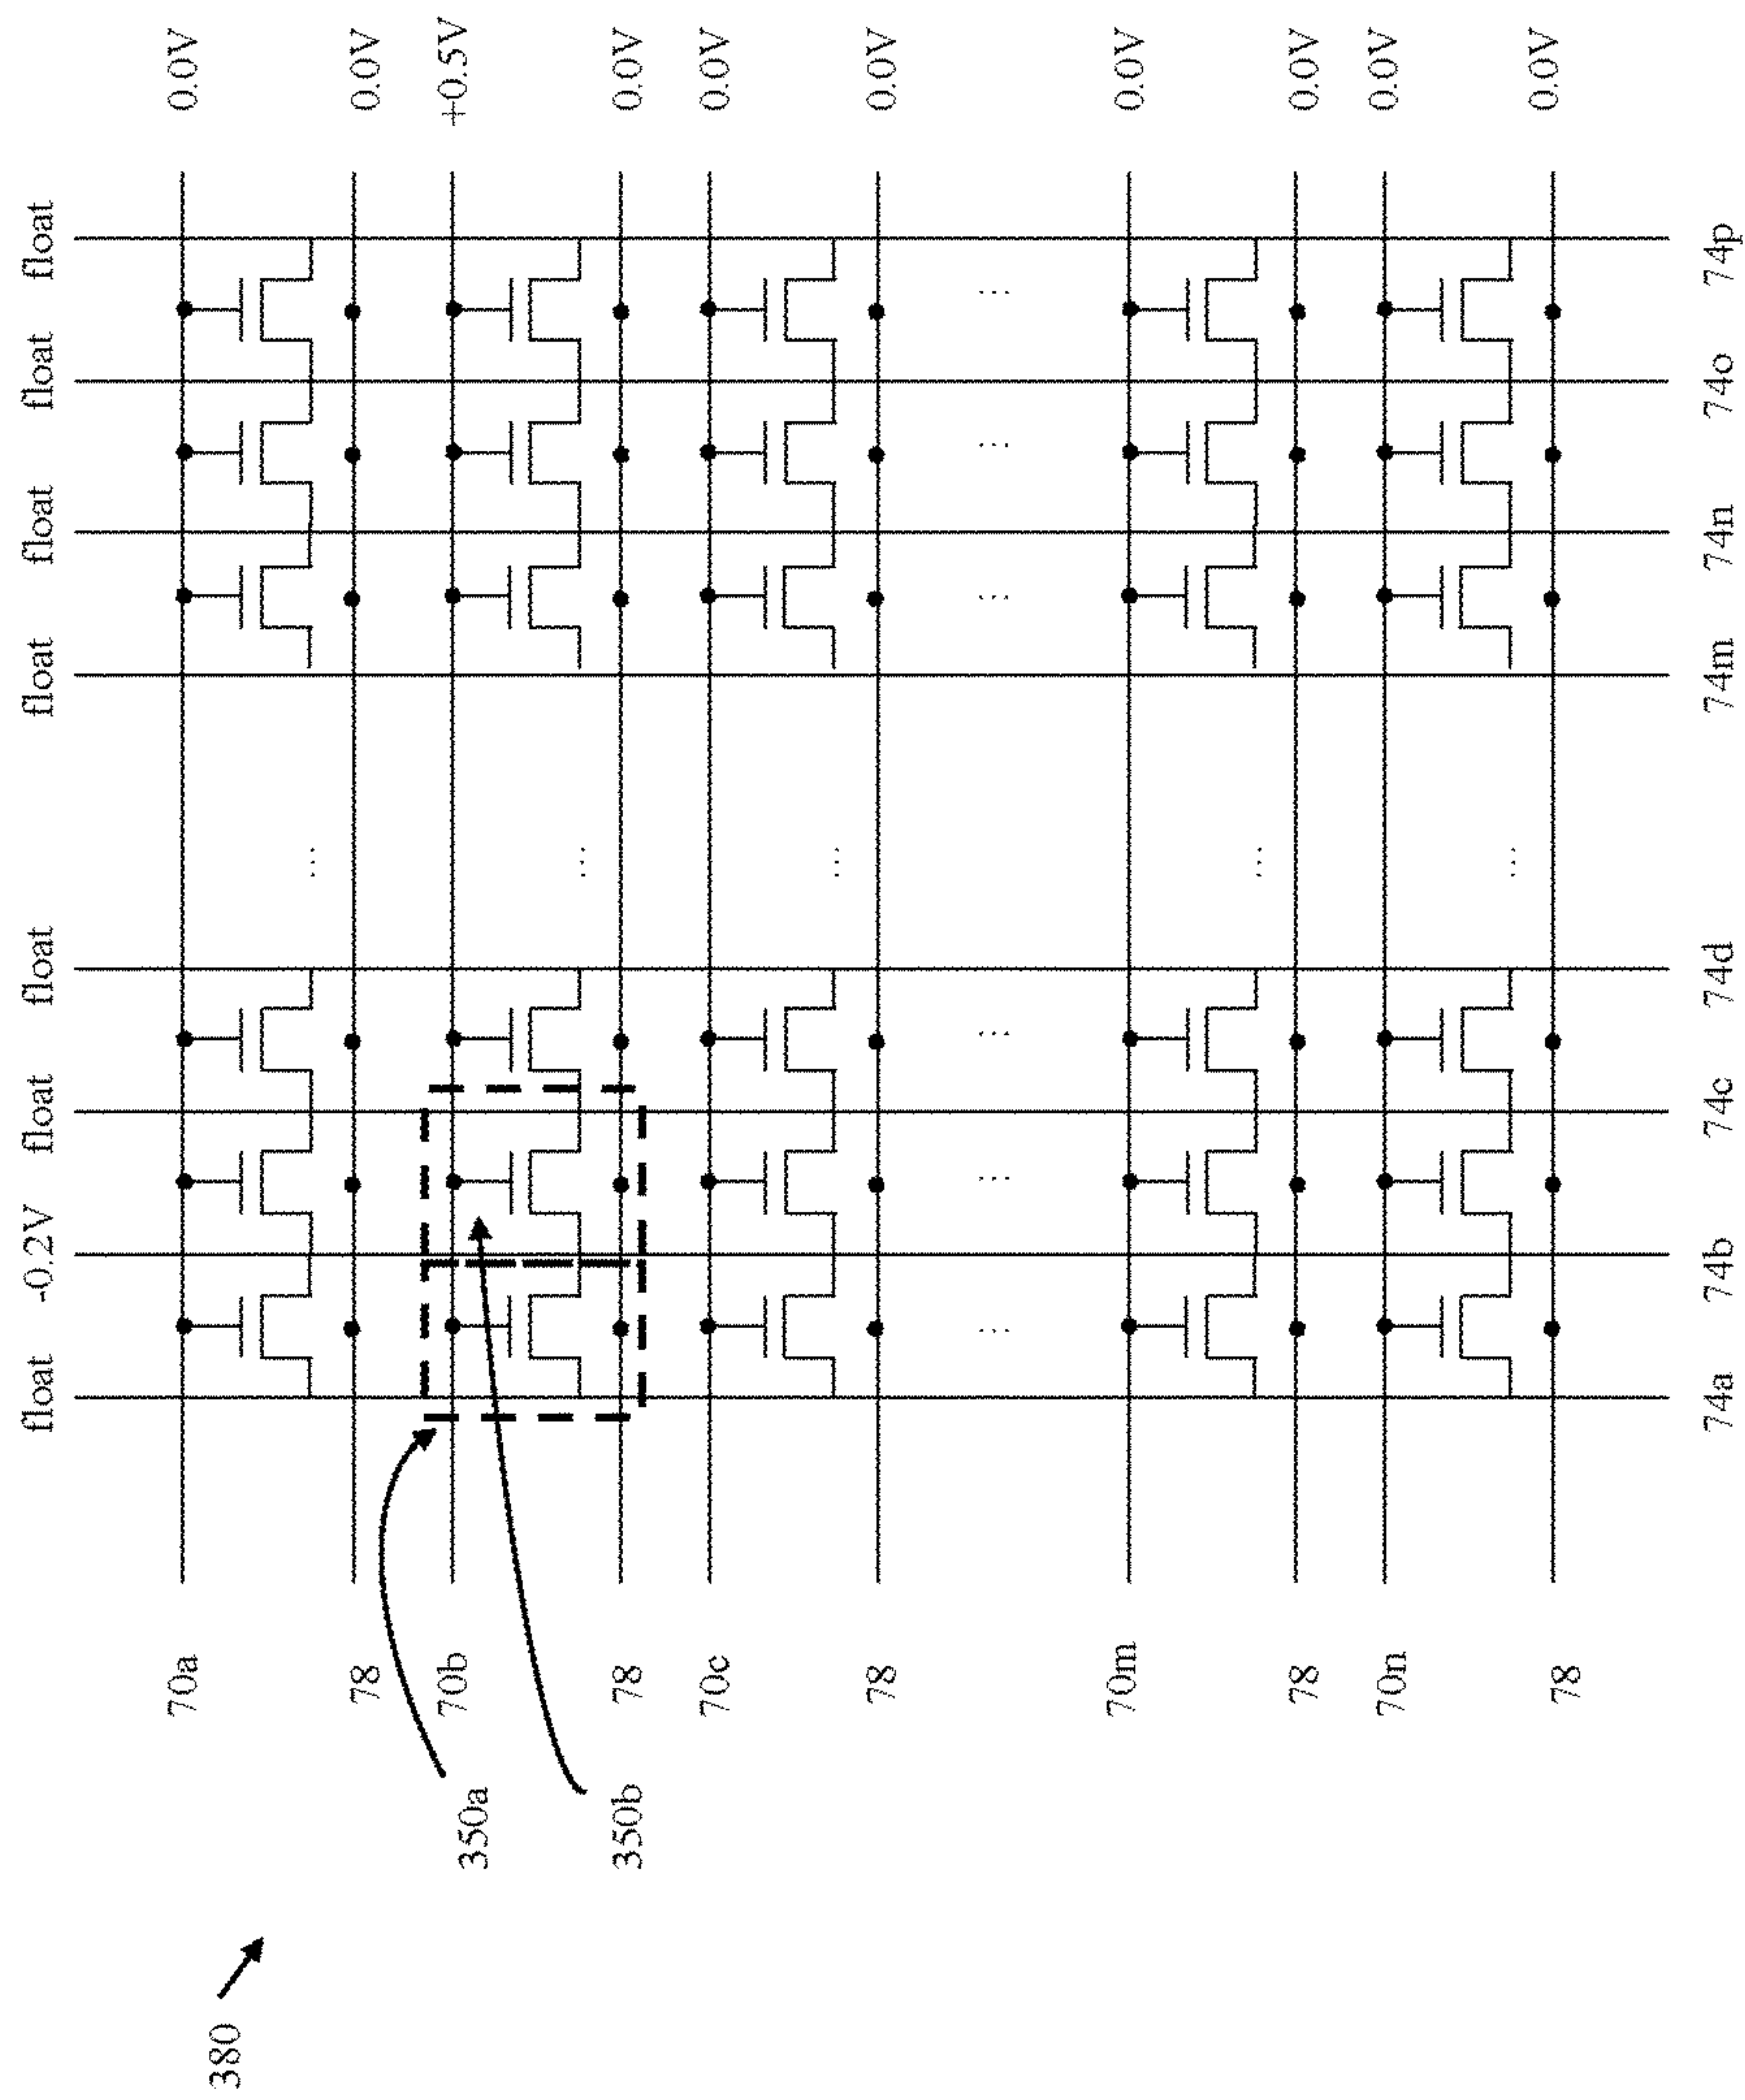 380
350a
350b
70a
78
70b
78
70c
78
70m
78
70n
78
float
-0.2V
float
float
float
float
float
float
0.0V
0.0V
+0.5V
0.0V
0.0V
0.0V
0.0V
0.0V
0.0V
0.0V
74a
74b
74c
74d
74m
74n
74o
74p